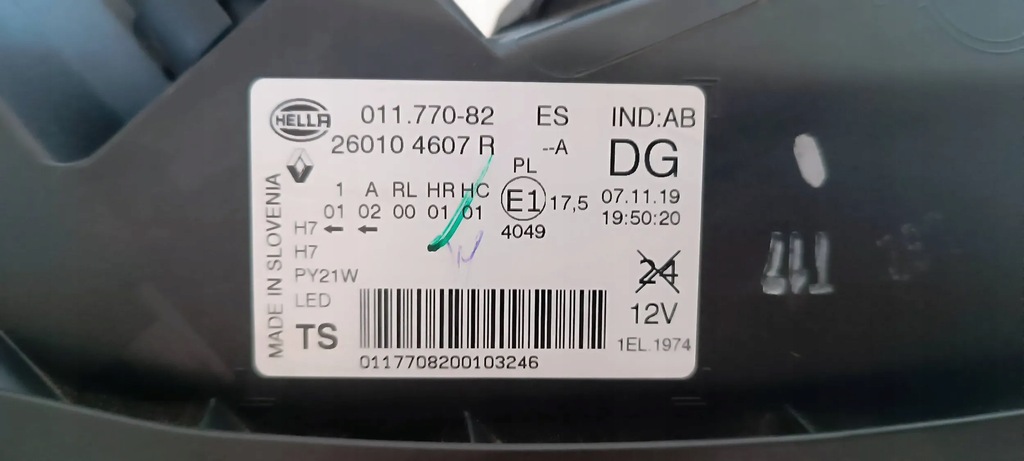 HELLA 011.770-82 ES IND:AB
26010 4607 R --A DG
PL
1 A RL HR HC E1 17,5 07.11.19
01 02 00 01 01 19:50:20
H7 ← ← 4049
H7
PY21W 24
LED 12V
TS 1EL.1974
0117708200103246
MADE IN SLOVENIA